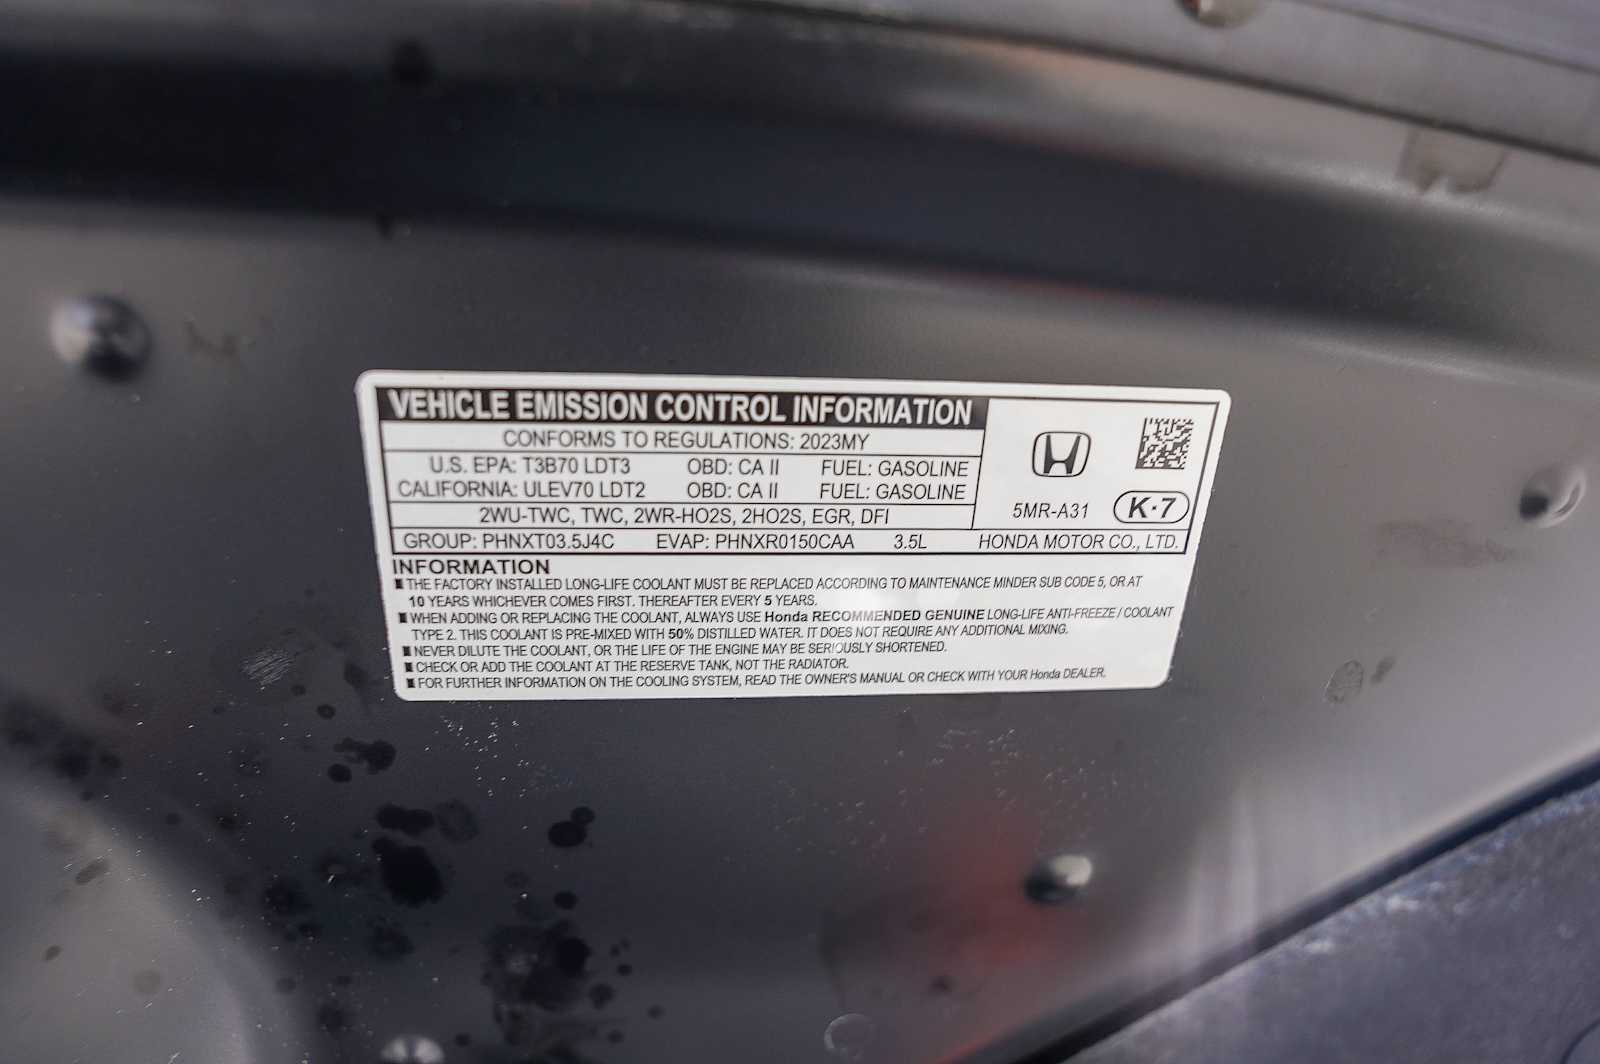 VEHICLE EMISSION CONTROL INFORMATION
CONFORMS TO REGULATIONS: 2023MY
U.S. EPA: T3B70 LDT3 OBD: CA II FUEL: GASOLINE
CALIFORNIA: ULEV70 LDT2 OBD: CA II FUEL: GASOLINE
5MR-A31 K·7
2WU-TWC, TWC, 2WR-HO2S, 2HO2S, EGR, DFI
GROUP: PHNXT03.5J4C EVAP: PHNXR0150CAA 3.5L HONDA MOTOR CO., LTD.
INFORMATION
■ THE FACTORY INSTALLED LONG-LIFE COOLANT MUST BE REPLACED ACCORDING TO MAINTENANCE MINDER SUB CODE 5, OR AT
10 YEARS WHICHEVER COMES FIRST. THEREAFTER EVERY 5 YEARS.
■ WHEN ADDING OR REPLACING THE COOLANT, ALWAYS USE Honda RECOMMENDED GENUINE LONG-LIFE ANTI-FREEZE / COOLANT
TYPE 2. THIS COOLANT IS PRE-MIXED WITH 50% DISTILLED WATER. IT DOES NOT REQUIRE ANY ADDITIONAL MIXING.
■ NEVER DILUTE THE COOLANT, OR THE LIFE OF THE ENGINE MAY BE SERIOUSLY SHORTENED.
■ CHECK OR ADD THE COOLANT AT THE RESERVE TANK, NOT THE RADIATOR.
■ FOR FURTHER INFORMATION ON THE COOLING SYSTEM, READ THE OWNER'S MANUAL OR CHECK WITH YOUR Honda DEALER.